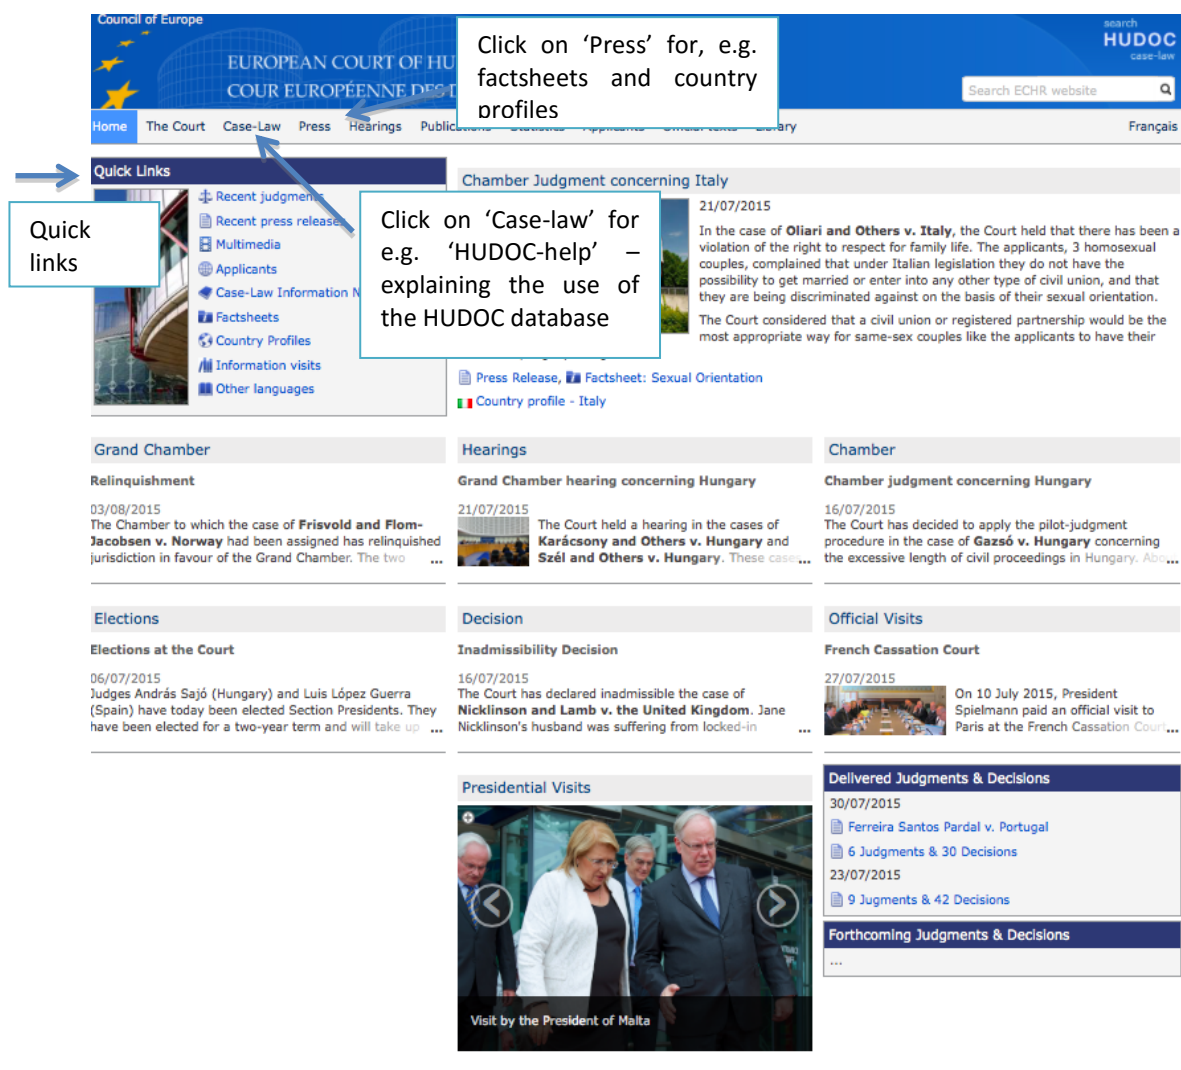 Council of Europe
search
HUDOC
case-law
EUROPEAN COURT OF HU
COUR EUROPÉENNE DES D
Click on ‘Press’ for, e.g.
factsheets and country
profiles
Search ECHR website
Home The Court Case-Law Press Hearings Publications Statistics Applicants Official texts Library Français
Quick Links
Recent judgments
Recent press releases
Multimedia
Applicants
Case-Law Information N
Factsheets
Country Profiles
Information visits
Other languages
Quick
links
Click on ‘Case-law’ for
e.g. ‘HUDOC-help’ –
explaining the use of
the HUDOC database
Chamber Judgment concerning Italy
21/07/2015
In the case of Oliari and Others v. Italy, the Court held that there has been a
violation of the right to respect for family life. The applicants, 3 homosexual
couples, complained that under Italian legislation they do not have the
possibility to get married or enter into any other type of civil union, and that
they are being discriminated against on the basis of their sexual orientation.
The Court considered that a civil union or registered partnership would be the
most appropriate way for same-sex couples like the applicants to have their
Press Release, Factsheet: Sexual Orientation
Country profile - Italy
Grand Chamber
Relinquishment
03/08/2015
The Chamber to which the case of Frisvold and Flom-
Jacobsen v. Norway had been assigned has relinquished
jurisdiction in favour of the Grand Chamber. The two ...
Hearings
Grand Chamber hearing concerning Hungary
21/07/2015
The Court held a hearing in the cases of
Karácsony and Others v. Hungary and
Szél and Others v. Hungary. These cases...
Chamber
Chamber judgment concerning Hungary
16/07/2015
The Court has decided to apply the pilot-judgment
procedure in the case of Gazsó v. Hungary concerning
the excessive length of civil proceedings in Hungary. Abo...
Elections
Elections at the Court
06/07/2015
Judges András Sajó (Hungary) and Luis López Guerra
(Spain) have today been elected Section Presidents. They
have been elected for a two-year term and will take up ...
Decision
Inadmissibility Decision
16/07/2015
The Court has declared inadmissible the case of
Nicklinson and Lamb v. the United Kingdom. Jane
Nicklinson's husband was suffering from locked-in ...
Official Visits
French Cassation Court
27/07/2015
On 10 July 2015, President
Spielmann paid an official visit to
Paris at the French Cassation Court...
Presidential Visits
Visit by the President of Malta
Delivered Judgments & Decisions
30/07/2015
Ferreira Santos Pardal v. Portugal
6 Judgments & 30 Decisions
23/07/2015
9 Jugments & 42 Decisions
Forthcoming Judgments & Decisions
...